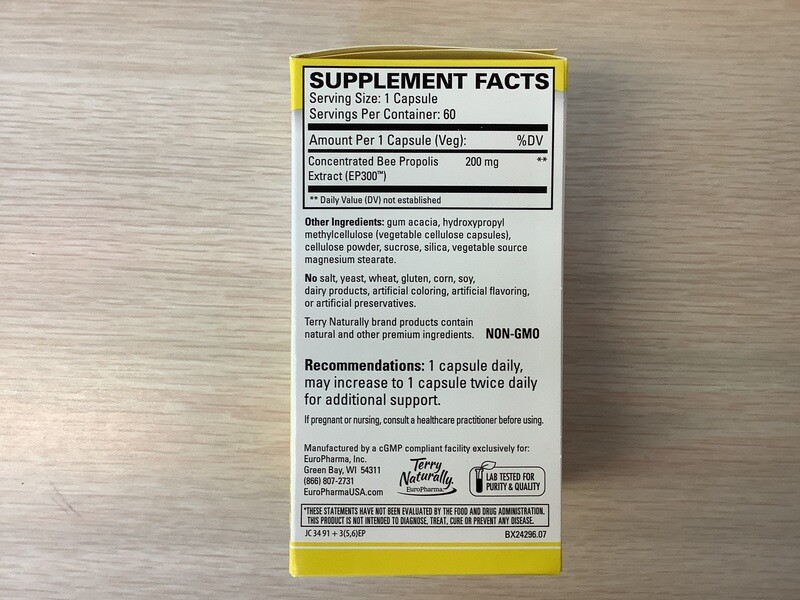 SUPPLEMENT FACTS
Serving Size: 1 Capsule
Servings Per Container: 60
Amount Per 1 Capsule (Veg): %DV
Concentrated Bee Propolis 200 mg **
Extract (EP300™)
** Daily Value (DV) not established
Other Ingredients: gum acacia, hydroxypropyl
methylcellulose (vegetable cellulose capsules),
cellulose powder, sucrose, silica, vegetable source
magnesium stearate.
No salt, yeast, wheat, gluten, corn, soy,
dairy products, artificial coloring, artificial flavoring,
or artificial preservatives.
Terry Naturally brand products contain
natural and other premium ingredients. NON-GMO
Recommendations: 1 capsule daily,
may increase to 1 capsule twice daily
for additional support.
If pregnant or nursing, consult a healthcare practitioner before using.
Manufactured by a cGMP compliant facility exclusively for:
EuroPharma, Inc.
Green Bay, WI 54311
(866) 807-2731
EuroPharmaUSA.com
Terry
Naturally.
EuroPharma
LAB TESTED FOR
PURITY & QUALITY
*THESE STATEMENTS HAVE NOT BEEN EVALUATED BY THE FOOD AND DRUG ADMINISTRATION.
THIS PRODUCT IS NOT INTENDED TO DIAGNOSE, TREAT, CURE OR PREVENT ANY DISEASE.
JC 34 91 + 3(5,6)EP BX24296.07